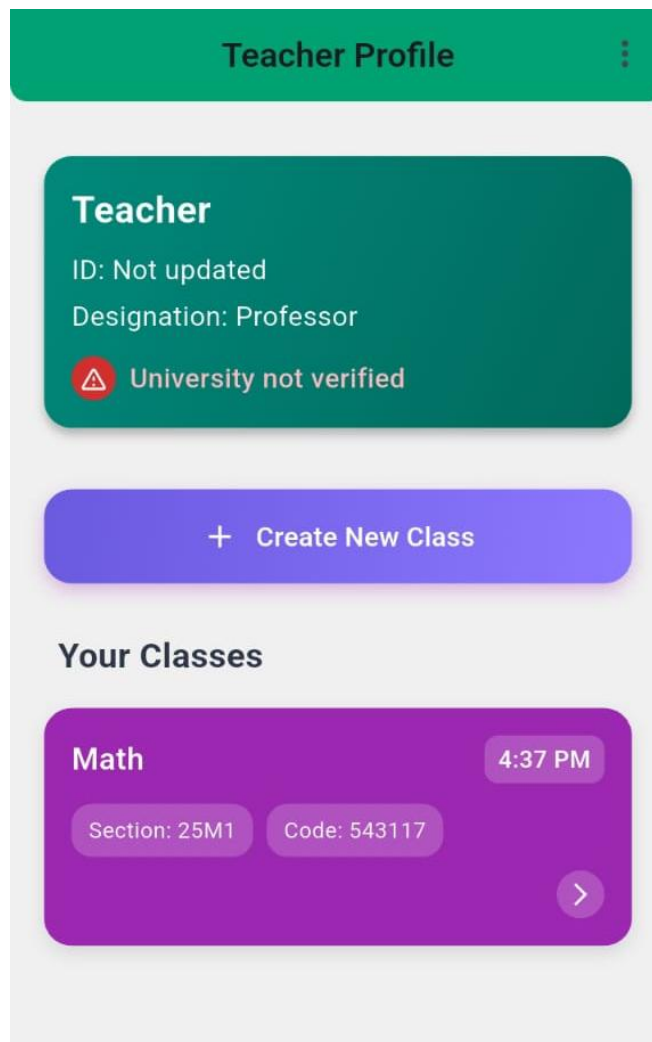 Teacher Profile
Teacher
ID: Not updated
Designation: Professor
University not verified
+ Create New Class
Your Classes
Math 4:37 PM
Section: 25M1 Code: 543117